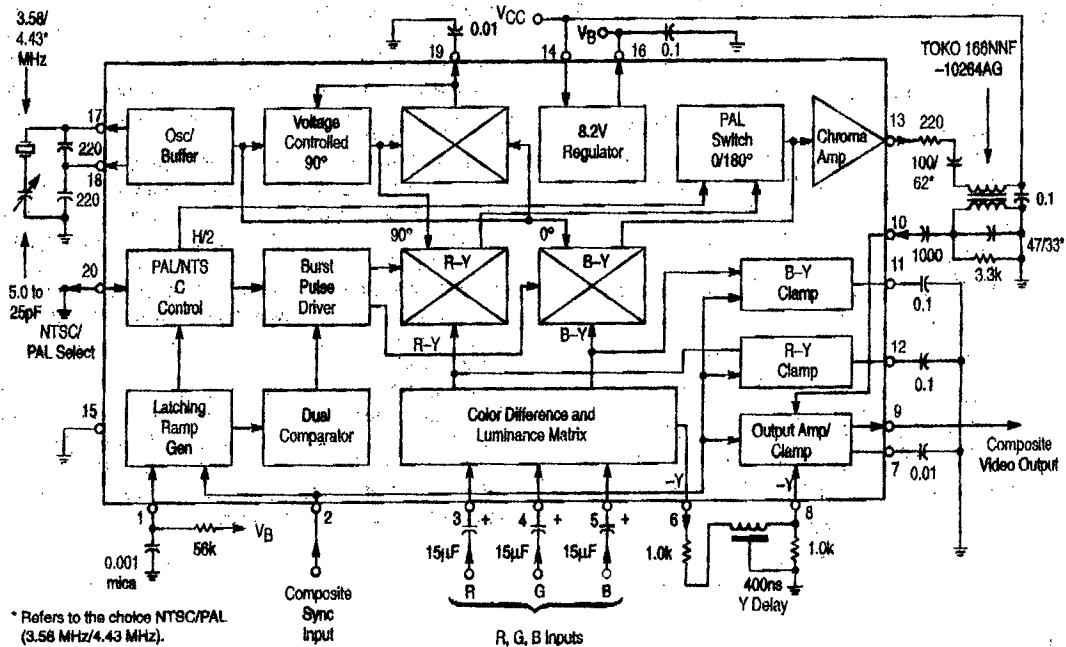 3.58/
4.43*
MHz
VCC
VB
0.01
0.1
19
14
16
TOKO 166NNF
-10264AG
17
220
18
220
Osc/
Buffer
Voltage
Controlled
90°
8.2V
Regulator
PAL
Switch
0/180°
Chroma
Amp
13
220
100/
62*
0.1
H/2
90°
0°
10
1000
47/33*
3.3k
20
5.0 to
25pF
NTSC/
PAL Select
PAL/NTS
C
Control
Burst
Pulse
Driver
R-Y
B-Y
B-Y
Clamp
11
0.1
R-Y
B-Y
R-Y
Clamp
12
0.1
15
Latching
Ramp
Gen
Dual
Comparator
Color Difference and
Luminance Matrix
Output Amp/
Clamp
9
Composite
Video Output
7
0.01
-Y
-Y
1
2
3
+
4
+
5
+
6
8
VB
56k
0.001
mica
15µF
15µF
15µF
1.0k
1.0k
400ns
Y Delay
R
G
B
Composite
Sync
Input
R, G, B Inputs
* Refers to the choice NTSC/PAL
(3.58 MHz/4.43 MHz).